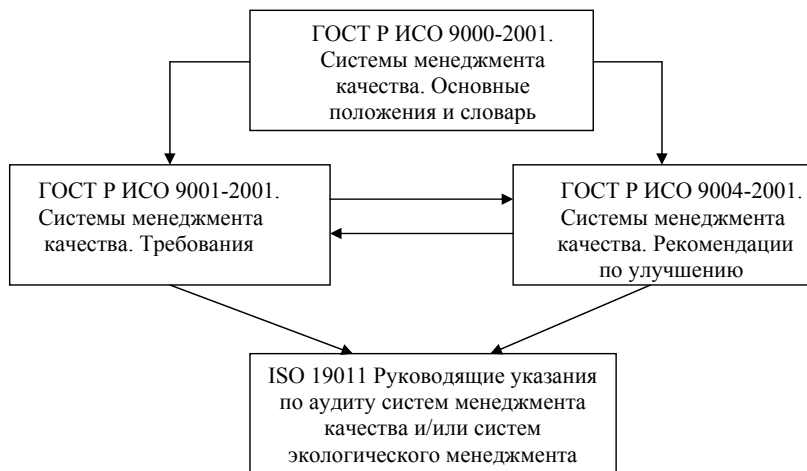 ГОСТ Р ИСО 9000-2001.
Системы менеджмента
качества. Основные
положения и словарь
ГОСТ Р ИСО 9001-2001.
Системы менеджмента
качества. Требования
ГОСТ Р ИСО 9004-2001.
Системы менеджмента
качества. Рекомендации
по улучшению
ISO 19011 Руководящие указания
по аудиту систем менеджмента
качества и/или систем
экологического менеджмента